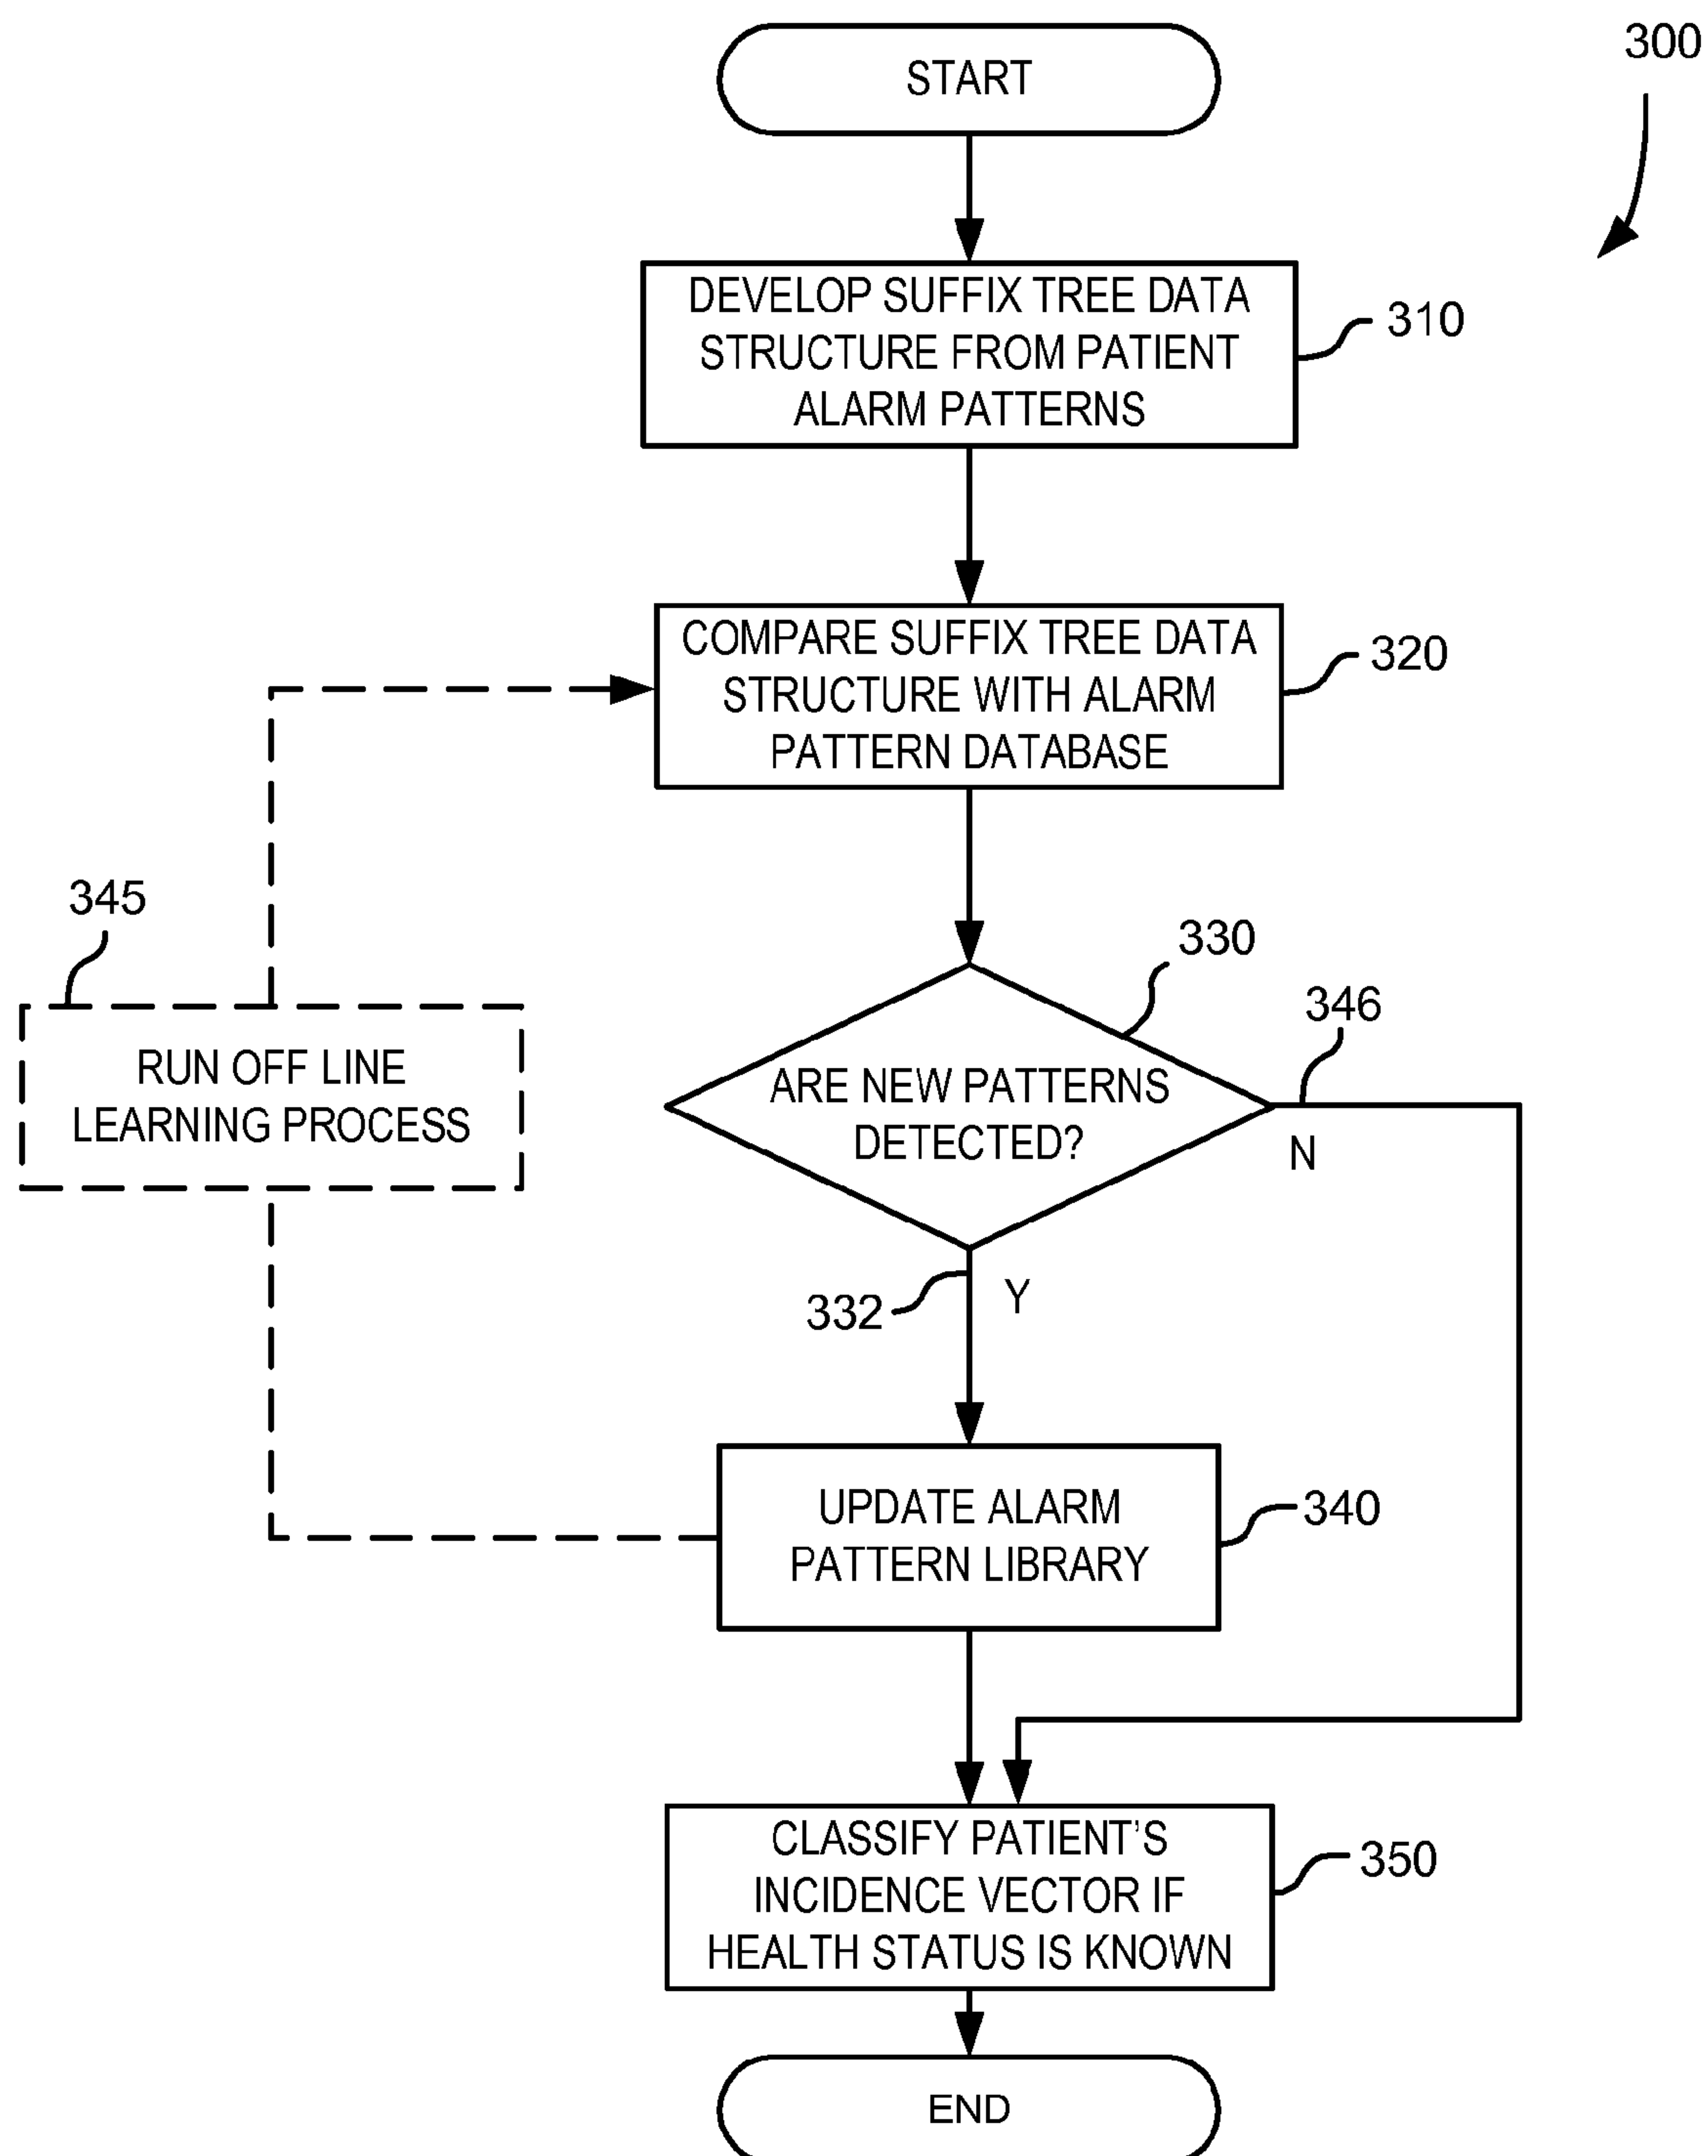 300
START
DEVELOP SUFFIX TREE DATA
STRUCTURE FROM PATIENT
ALARM PATTERNS
310
COMPARE SUFFIX TREE DATA
STRUCTURE WITH ALARM
PATTERN DATABASE
320
345
RUN OFF LINE
LEARNING PROCESS
330
ARE NEW PATTERNS
DETECTED?
346
N
332
Y
UPDATE ALARM
PATTERN LIBRARY
340
CLASSIFY PATIENT'S
INCIDENCE VECTOR IF
HEALTH STATUS IS KNOWN
350
END